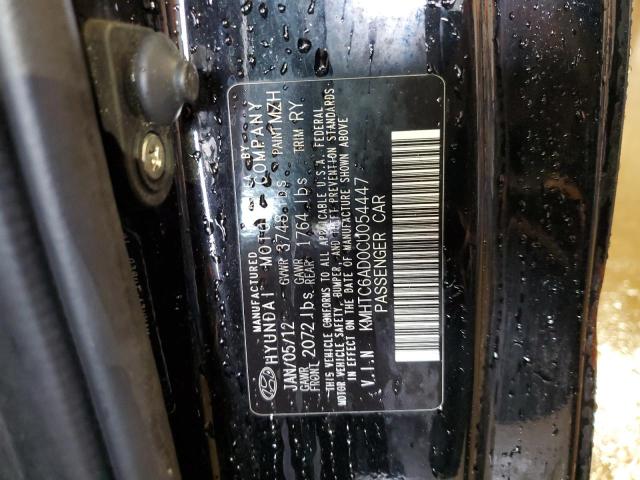 MANUFACTURED BY
HYUNDAI MOTOR COMPANY
JAN/05/12 GVWR 3748 lbs PAINT MZH
GAWR FRONT 2072 lbs GAWR REAR 1764 lbs TRIM RY
THIS VEHICLE CONFORMS TO ALL APPLICABLE U.S.A. FEDERAL
MOTOR VEHICLE SAFETY, BUMPER, AND THEFT PREVENTION STANDARDS
IN EFFECT ON THE DATE OF MANUFACTURE SHOWN ABOVE
V.I.N KMHTC6AD0CU054447
PASSENGER CAR